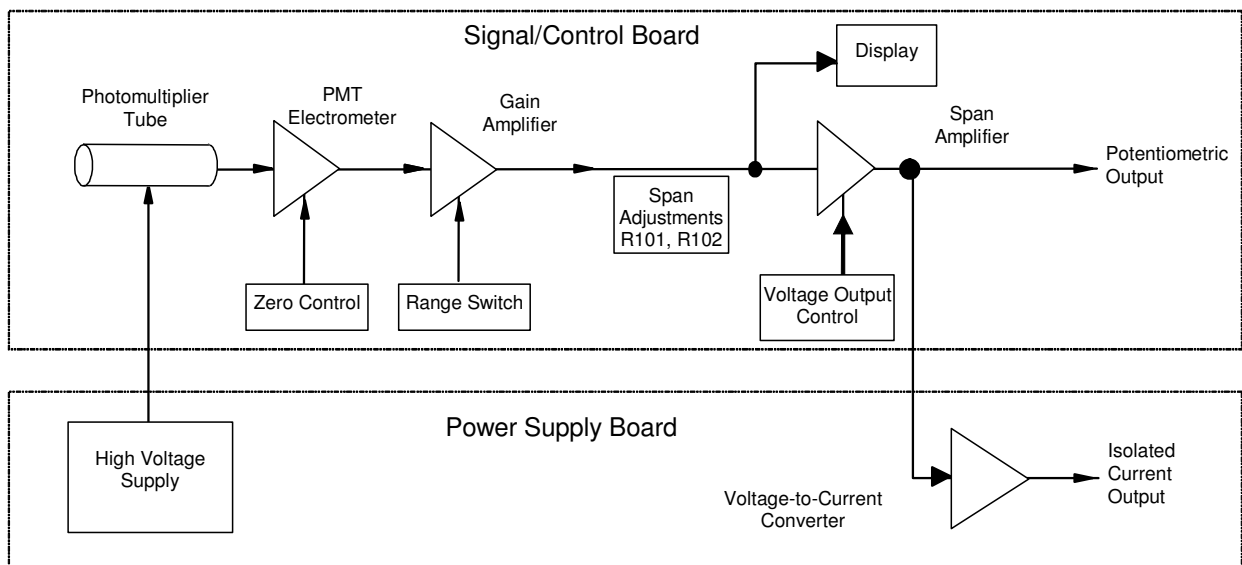 Signal/Control Board
Display
Photomultiplier
Tube
PMT
Electrometer
Gain
Amplifier
Span
Amplifier
Potentiometric
Output
Span
Adjustments
R101, R102
Zero Control
Range Switch
Voltage Output
Control
Power Supply Board
High Voltage
Supply
Voltage-to-Current
Converter
Isolated
Current
Output